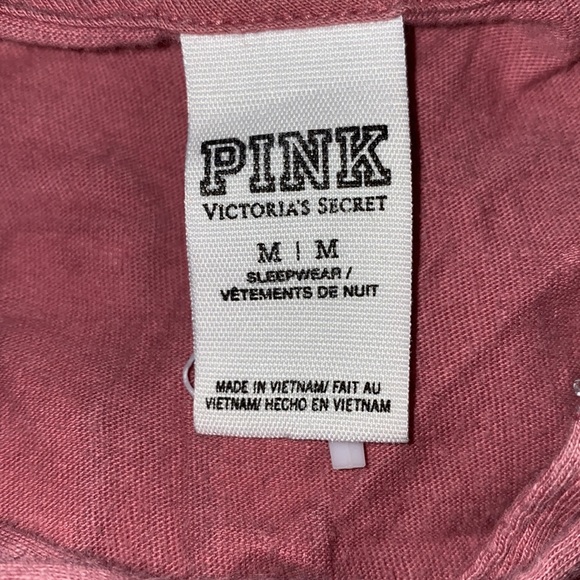 PINK
VICTORIA'S SECRET
M | M
SLEEPWEAR /
VÊTEMENTS DE NUIT
MADE IN VIETNAM/ FAIT AU
VIETNAM/ HECHO EN VIETNAM